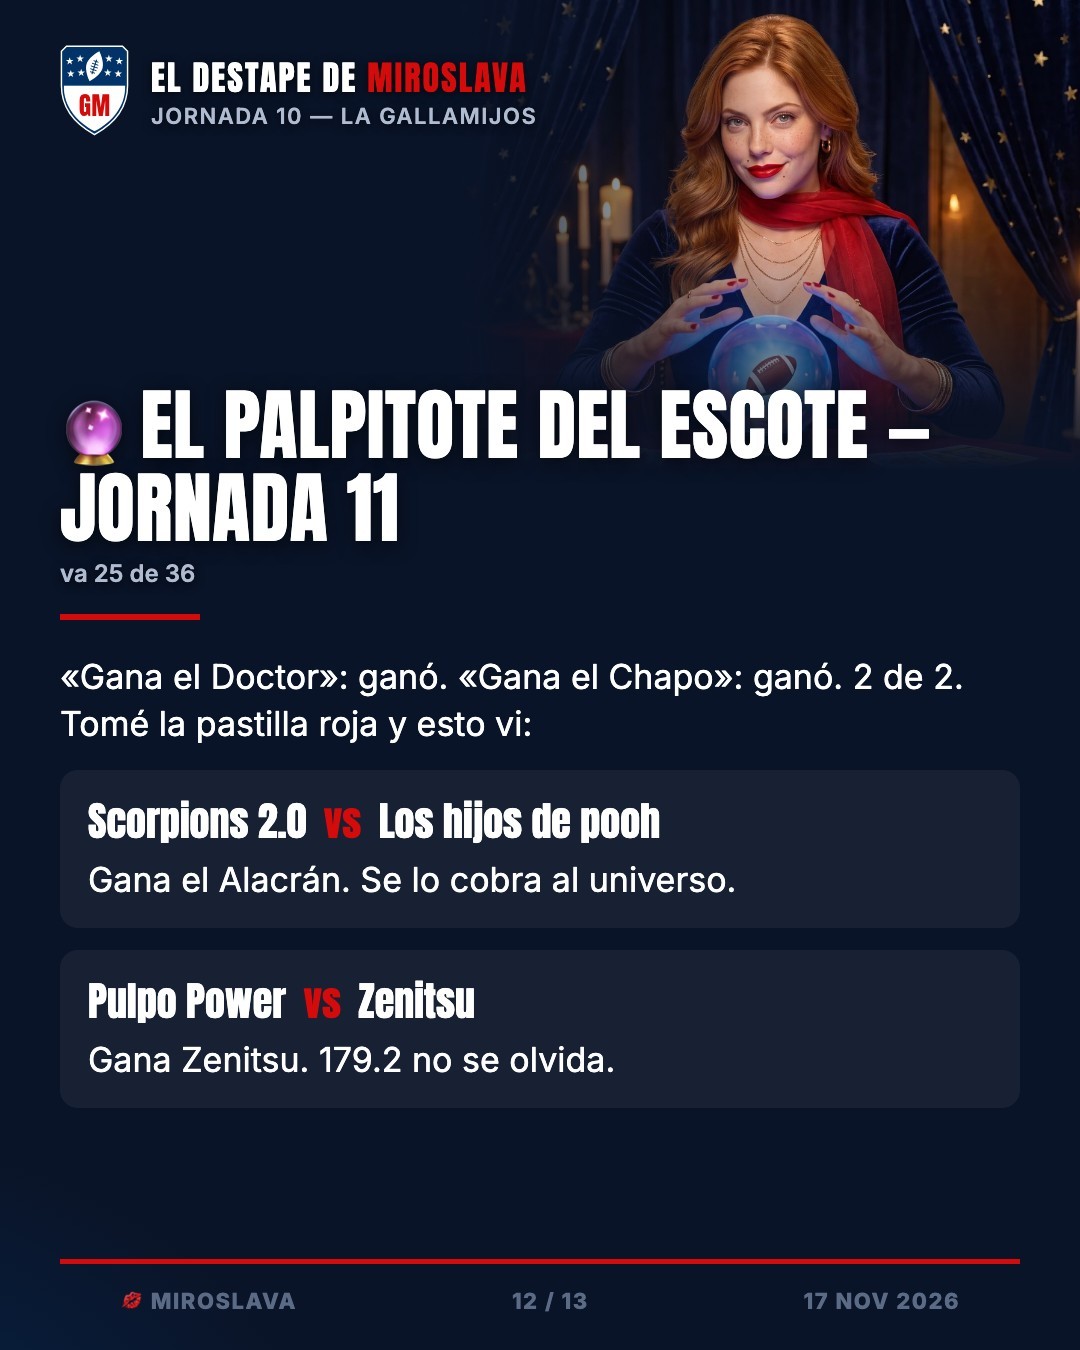 GM
EL DESTAPE DE MIROSLAVA
JORNADA 10 — LA GALLAMIJOS
EL PALPITOTE DEL ESCOTE –
JORNADA 11
va 25 de 36
«Gana el Doctor»: ganó. «Gana el Chapo»: ganó. 2 de 2.
Tomé la pastilla roja y esto vi:
Scorpions 2.0 vs Los hijos de pooh
Gana el Alacrán. Se lo cobra al universo.
Pulpo Power vs Zenitsu
Gana Zenitsu. 179.2 no se olvida.
MIROSLAVA
12 / 13
17 NOV 2026